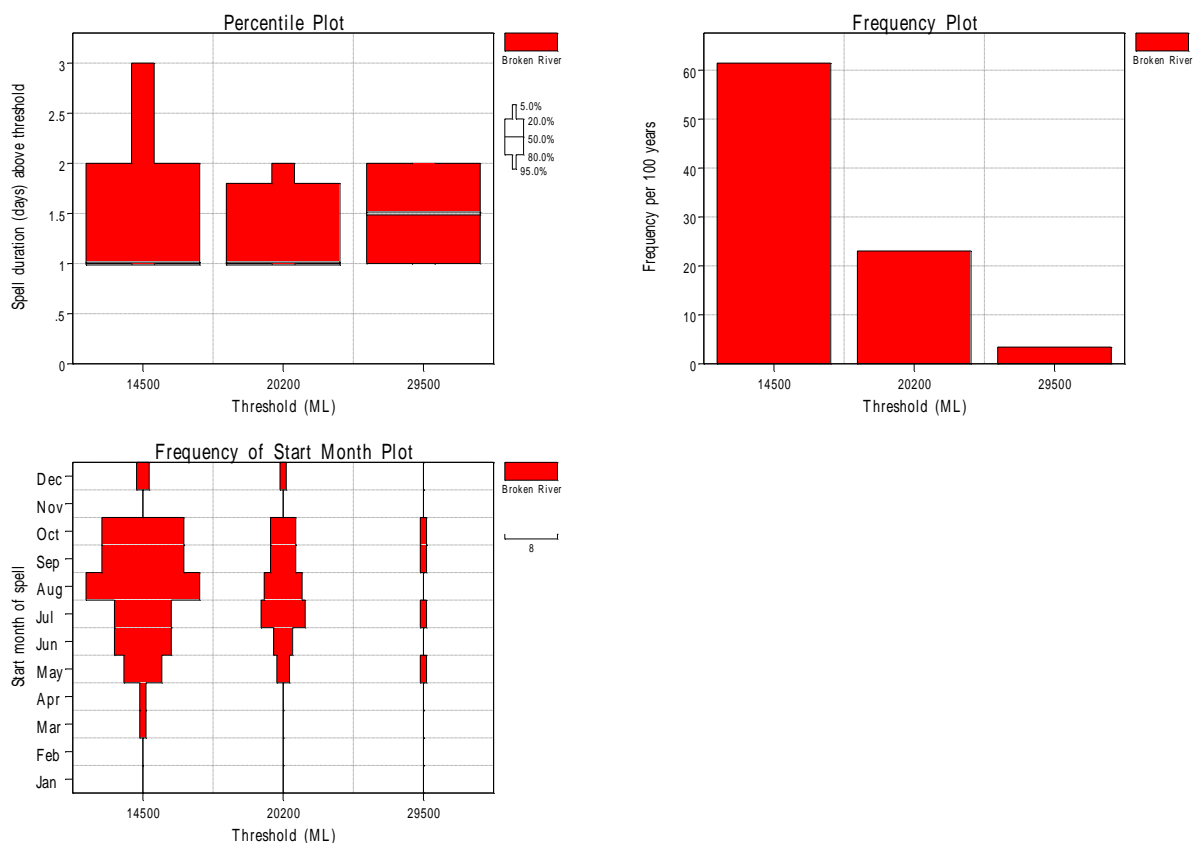 Percentile Plot
Spell duration (days) above threshold
3
2.5
2
1.5
1
.5
0
14500 20200 29500
Threshold (ML)
Broken River
5.0%
20.0%
50.0%
80.0%
95.0%
Frequency Plot
Frequency per 100 years
60
50
40
30
20
10
0
14500 20200 29500
Threshold (ML)
Broken River
Frequency of Start Month Plot
Start month of spell
Dec
Nov
Oct
Sep
Aug
Jul
Jun
May
Apr
Mar
Feb
Jan
14500 20200 29500
Threshold (ML)
Broken River
8